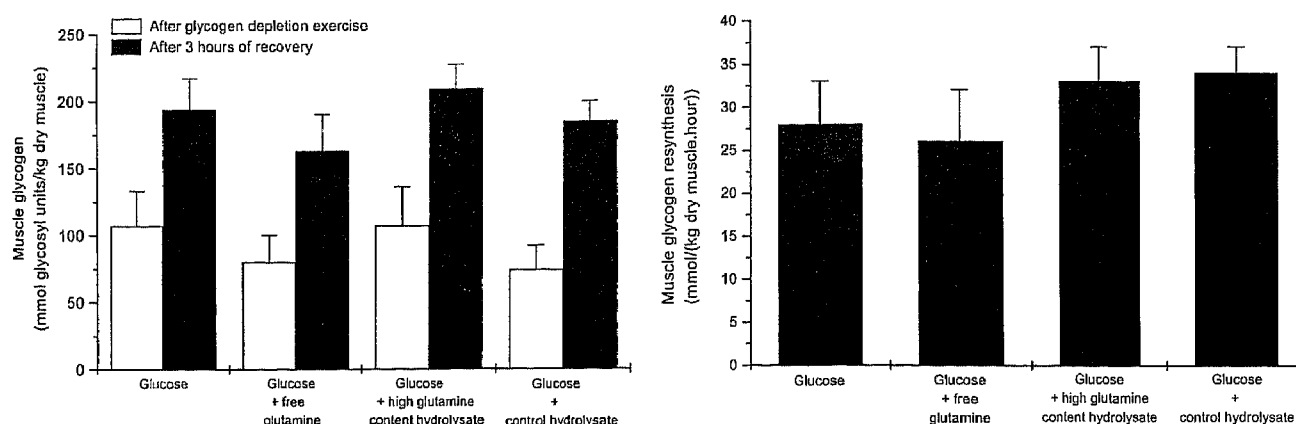 After glycogen depletion exercise
After 3 hours of recovery
250
200
150
100
50
0
Muscle glycogen
(mmol glycosyl units/kg dry muscle)
Glucose
Glucose
+ free
glutamine
Glucose
+ high glutamine
content hydrolysate
Glucose
+
control hydrolysate
40
35
30
25
20
15
10
5
0
Muscle glycogen resynthesis
(mmol/(kg dry muscle.hour))
Glucose
Glucose
+ free
glutamine
Glucose
+ high glutamine
content hydrolysate
Glucose
+
control hydrolysate